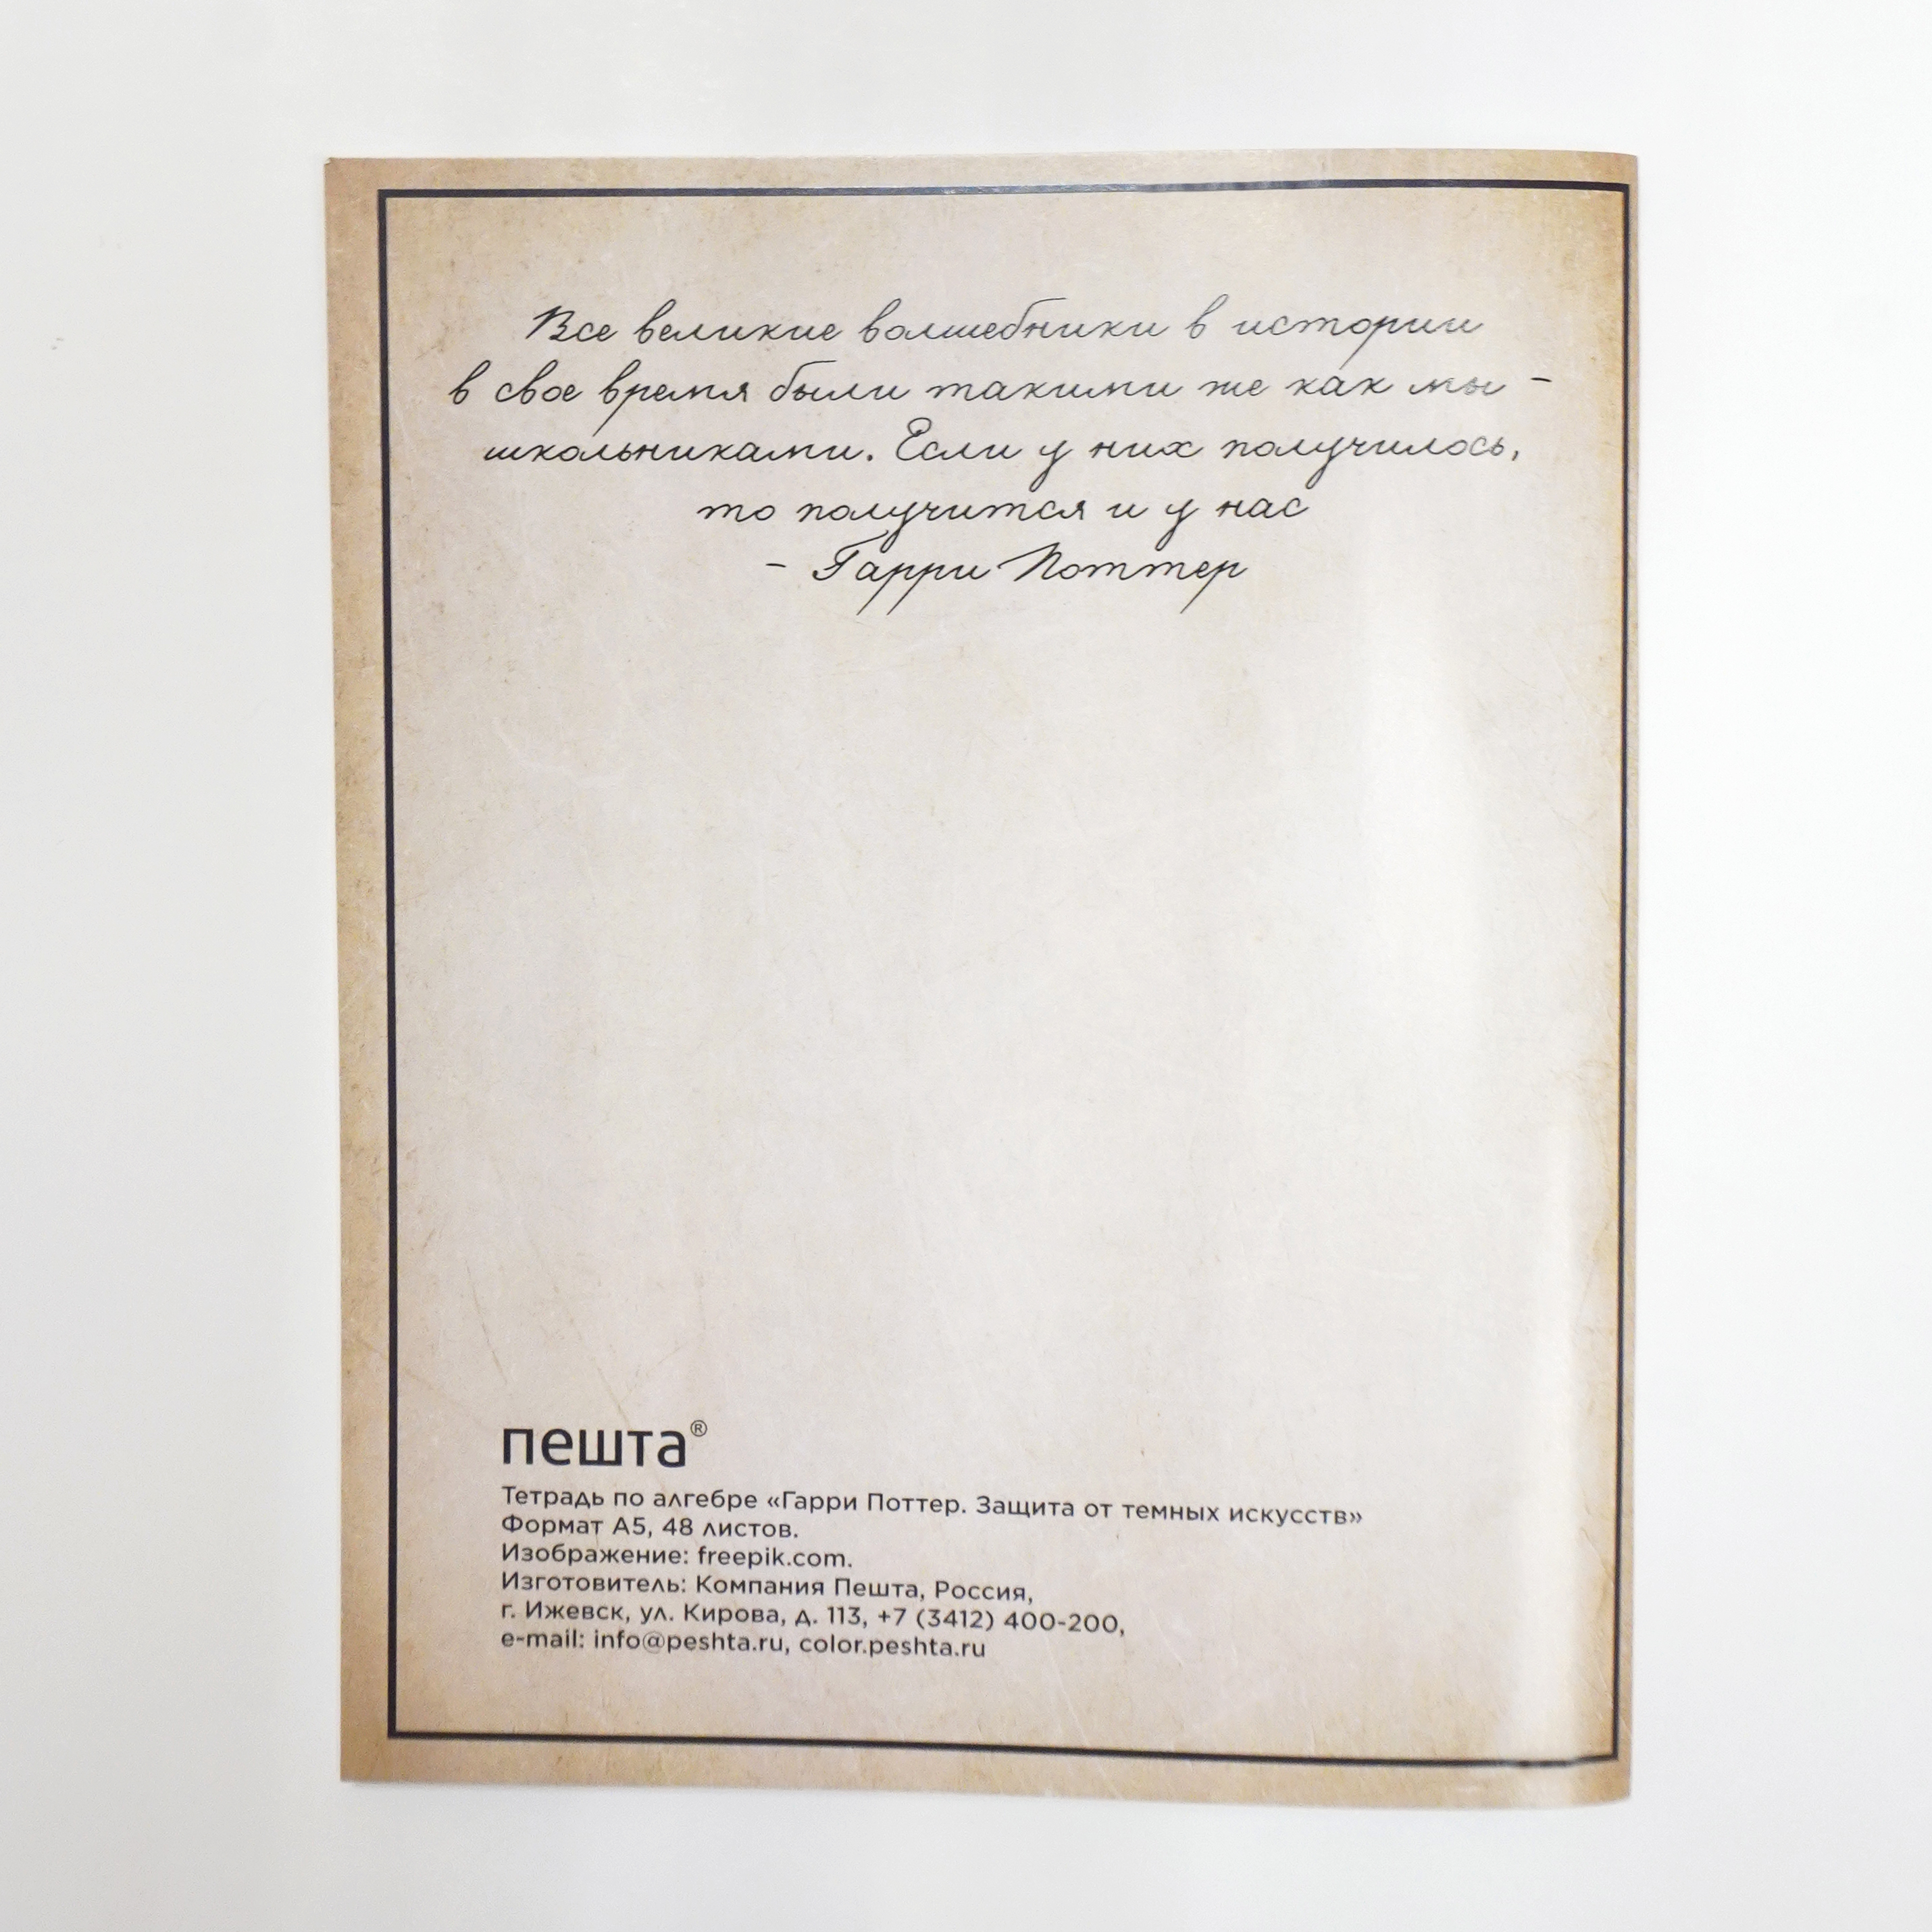 Все великие волшебники в истории
в свое время были такими же как мы -
школьниками. Если у них получилось,
то получится и у нас
- Гарри Поттер
пешта®
Тетрадь по алгебре «Гарри Поттер. Защита от темных искусств»
Формат А5, 48 листов.
Изображение: freepik.com.
Изготовитель: Компания Пешта, Россия,
г. Ижевск, ул. Кирова, д. 113, +7 (3412) 400-200,
e-mail: info@peshta.ru, color.peshta.ru